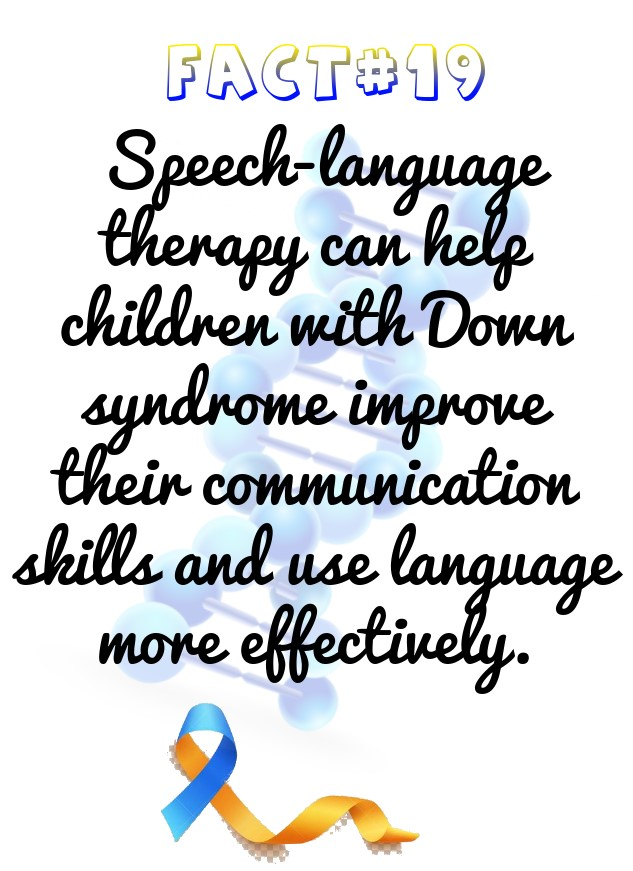 FACT#19
Speech-language
therapy can help
children with Down
syndrome improve
their communication
skills and use language
more effectively.